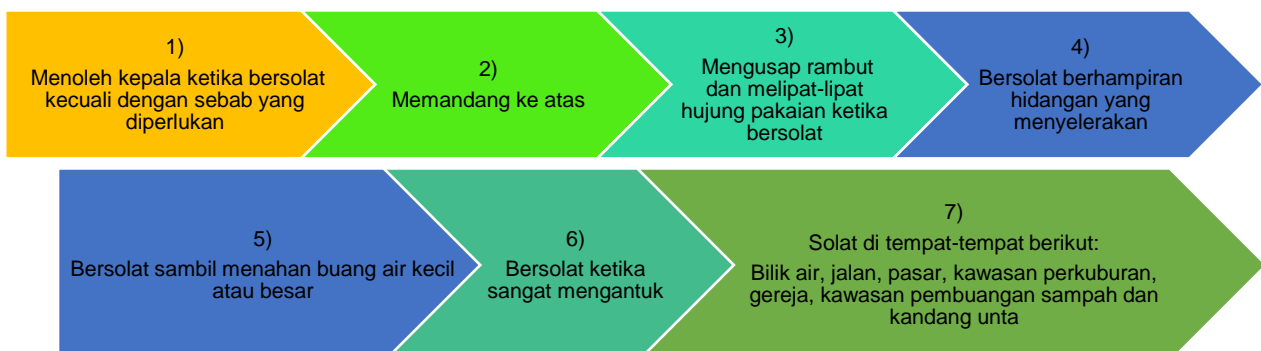 1)
Menoleh kepala ketika bersolat
kecuali dengan sebab yang
diperlukan
2)
Memandang ke atas
3)
Mengusap rambut
dan melipat-lipat
hujung pakaian ketika
bersolat
4)
Bersolat berhampiran
hidangan yang
menyelerakan
5)
Bersolat sambil menahan buang air kecil
atau besar
6)
Bersolat ketika
sangat mengantuk
7)
Solat di tempat-tempat berikut:
Bilik air, jalan, pasar, kawasan perkuburan,
gereja, kawasan pembuangan sampah dan
kandang unta